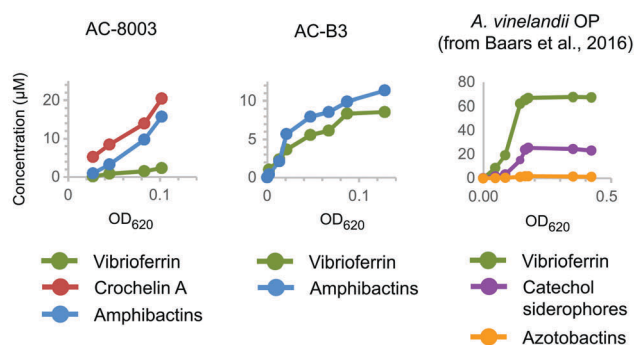 AC-8003
AC-B3
A. vinelandii OP
(from Baars et al., 2016)
Concentration (µM)
20
10
0
0
0.1
OD620
10
5
0
0
0.1
OD620
80
60
40
20
0
0.00
0.5
OD620
Vibrioferrin
Crochelin A
Amphibactins
Vibrioferrin
Amphibactins
Vibrioferrin
Catechol
siderophores
Azotobactins